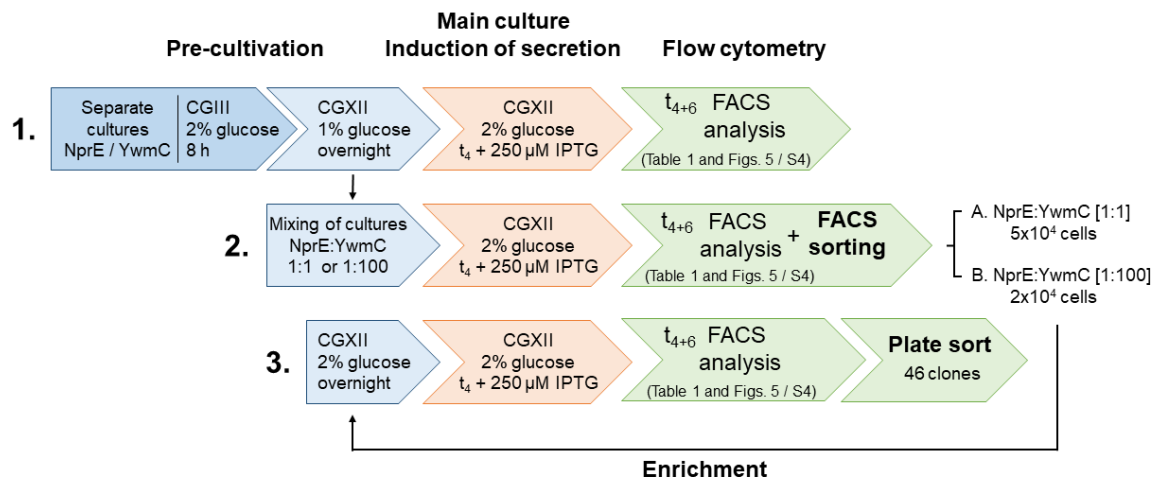 Pre-cultivation
Main culture
Induction of secretion
Flow cytometry
1.
Separate
cultures
NprE / YwmC
CGIII
2% glucose
8 h
CGXII
1% glucose
overnight
CGXII
2% glucose
t4 + 250 µM IPTG
t4+6 FACS
analysis
(Table 1 and Figs. 5 / S4)
2.
Mixing of cultures
NprE:YwmC
1:1 or 1:100
CGXII
2% glucose
t4 + 250 µM IPTG
t4+6 FACS
analysis
(Table 1 and Figs. 5 / S4)
+
FACS
sorting
A. NprE:YwmC [1:1]
5x10⁴ cells
B. NprE:YwmC [1:100]
2x10⁴ cells
3.
CGXII
2% glucose
overnight
CGXII
2% glucose
t4 + 250 µM IPTG
t4+6 FACS
analysis
(Table 1 and Figs. 5 / S4)
Plate sort
46 clones
Enrichment